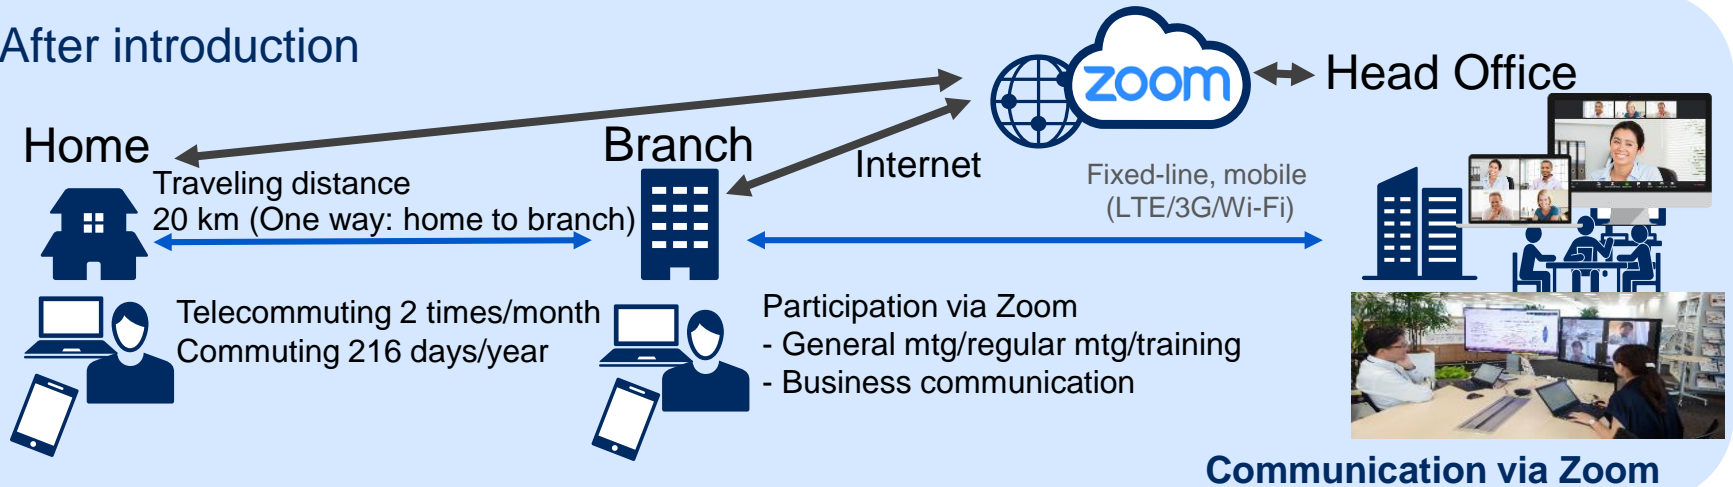 After introduction
zoom
Head Office
Home
Branch
Internet
Traveling distance
20 km (One way: home to branch)
Fixed-line, mobile
(LTE/3G/Wi-Fi)
Telecommuting 2 times/month
Commuting 216 days/year
Participation via Zoom
- General mtg/regular mtg/training
- Business communication
Communication via Zoom